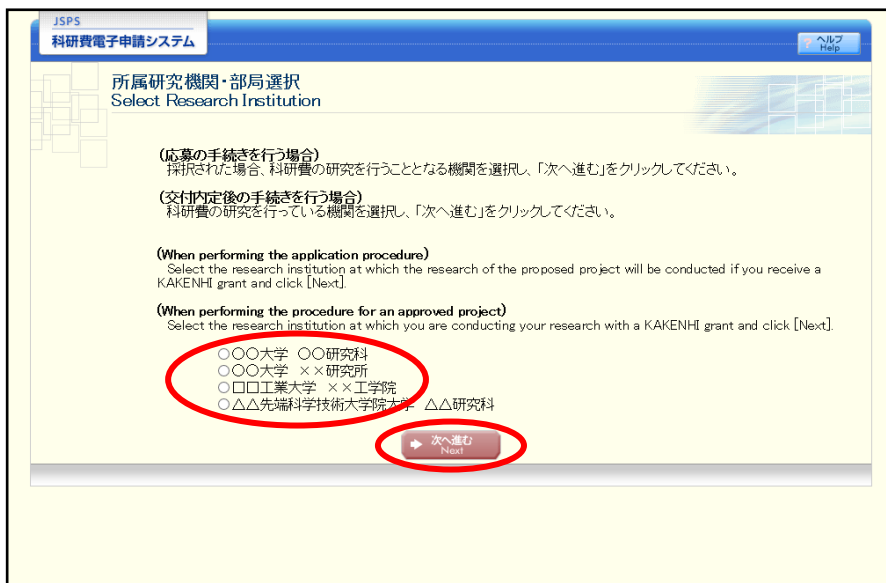 JSPS
科研費電子申請システム
? ヘルプ
Help
所属研究機関・部局選択
Select Research Institution
(応募の手続きを行う場合)
採択された場合、科研費の研究を行うこととなる機関を選択し、「次へ進む」をクリックしてください。
(交付内定後の手続きを行う場合)
科研費の研究を行っている機関を選択し、「次へ進む」をクリックしてください。
(When performing the application procedure)
Select the research institution at which the research of the proposed project will be conducted if you receive a
KAKENHI grant and click [Next].
(When performing the procedure for an approved project)
Select the research institution at which you are conducting your research with a KAKENHI grant and click [Next].
○○大学 ○○研究科
○○大学 ××研究所
□□工業大学 ××工学院
△△先端科学技術大学院大学 △△研究科
次へ進む
Next